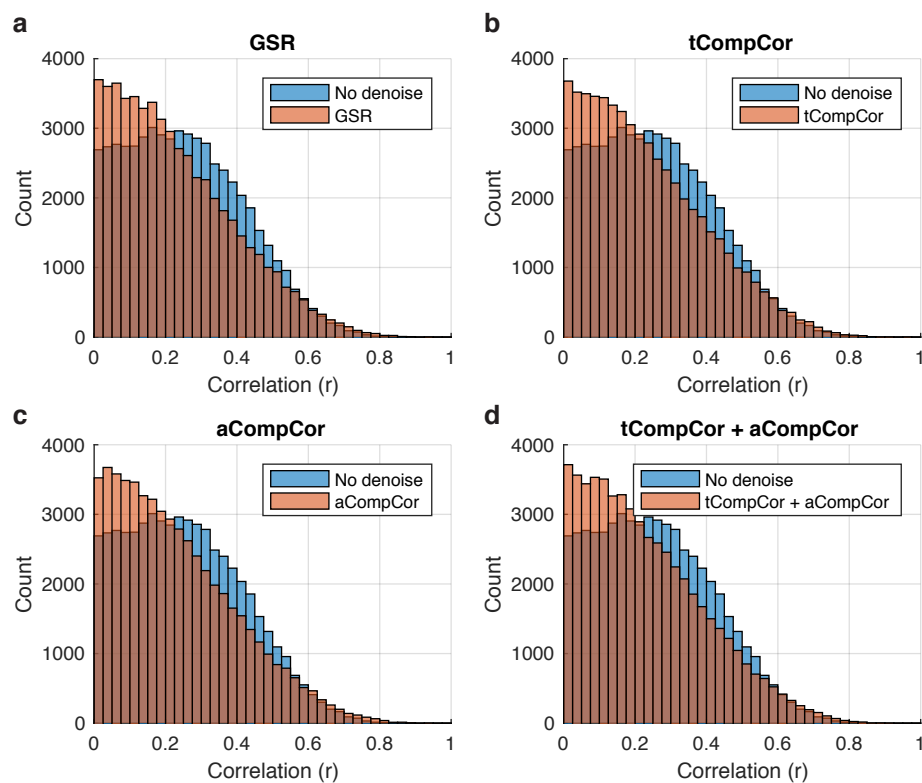 a
GSR
4000
3000
2000
1000
0
Count
No denoise
GSR
0 0.2 0.4 0.6 0.8 1
Correlation (r)
b
tCompCor
4000
3000
2000
1000
0
Count
No denoise
tCompCor
0 0.2 0.4 0.6 0.8 1
Correlation (r)
c
aCompCor
4000
3000
2000
1000
0
Count
No denoise
aCompCor
0 0.2 0.4 0.6 0.8 1
Correlation (r)
d
tCompCor + aCompCor
4000
3000
2000
1000
0
Count
No denoise
tCompCor + aCompCor
0 0.2 0.4 0.6 0.8 1
Correlation (r)